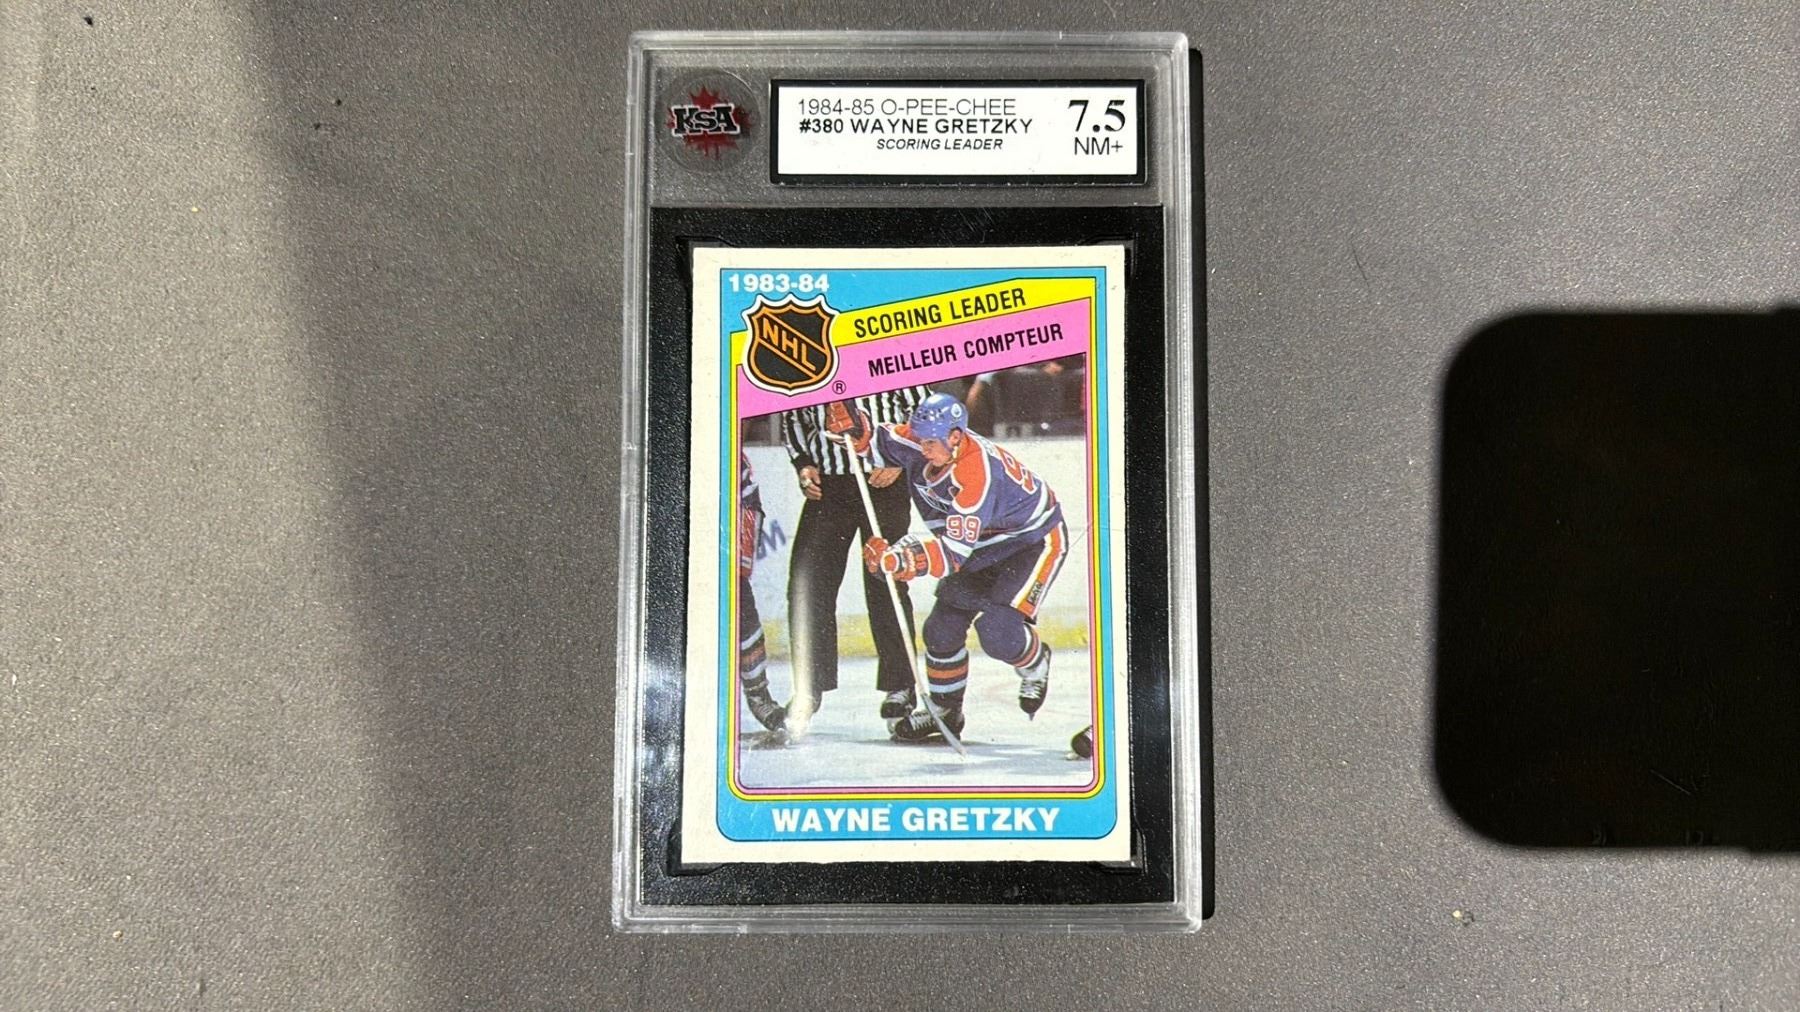 KSA
1984-85 O-PEE-CHEE
#380 WAYNE GRETZKY
SCORING LEADER
7.5
NM+
1983-84
NHL
®
SCORING LEADER
MEILLEUR COMPTEUR
99
99
WAYNE GRETZKY